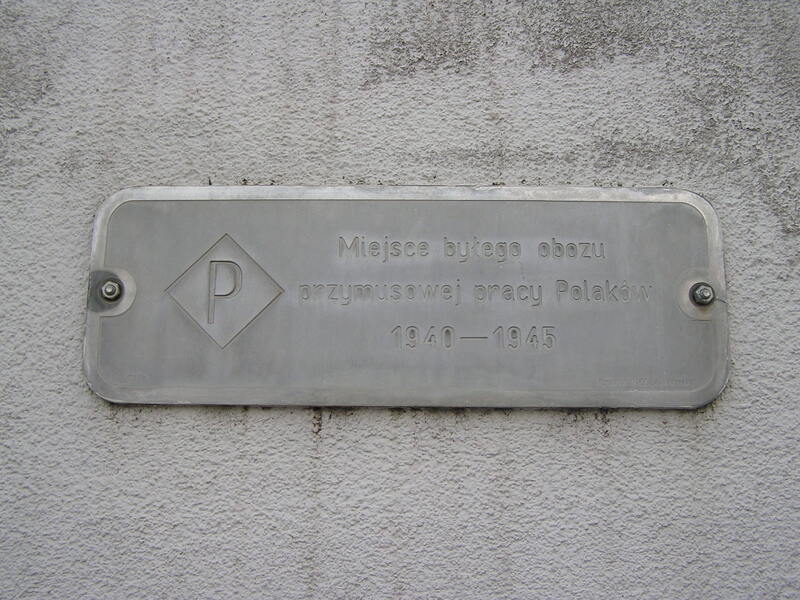 P
Miejsce byłego obozu
przymusowej pracy Polaków
1940—1945